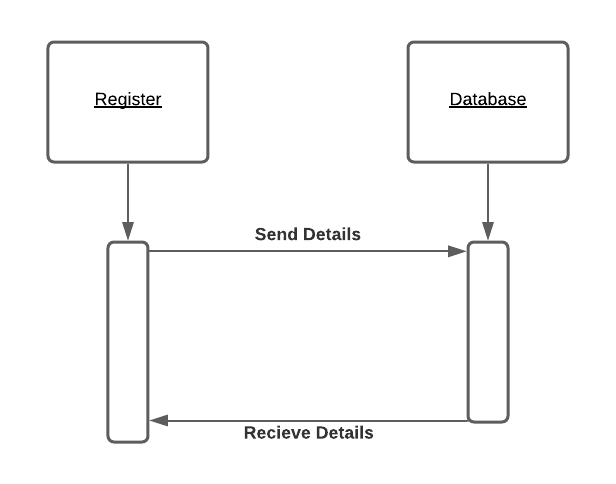 Register
Database
Send Details
Recieve Details